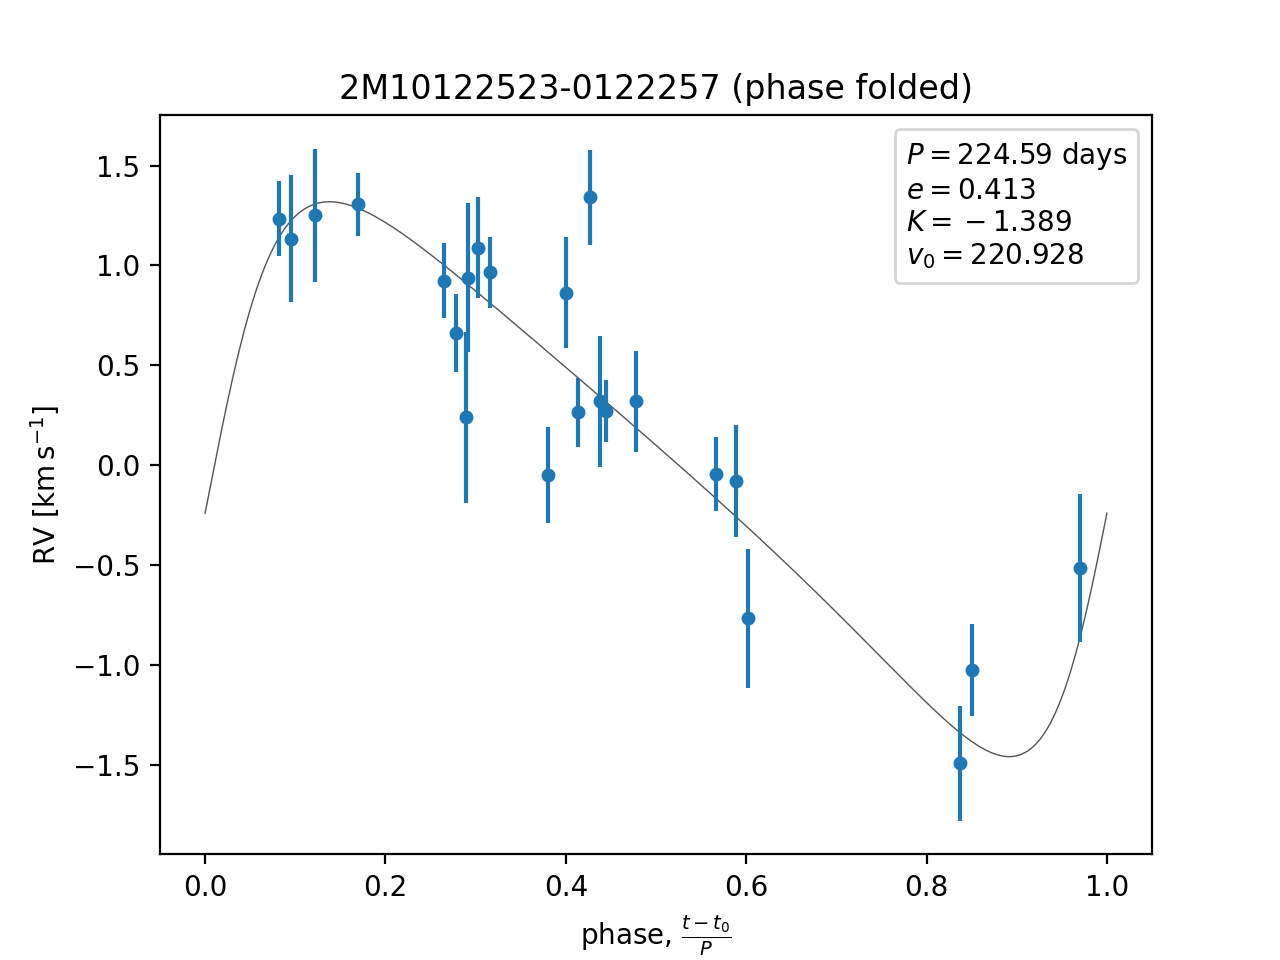 2M10122523-0122257 (phase folded)
P = 224.59 days
e = 0.413
K = −1.389
v₀ = 220.928
1.5
1.0
0.5
0.0
−0.5
−1.0
−1.5
RV [km s⁻¹]
0.0 0.2 0.4 0.6 0.8 1.0
phase, (t − t₀)/P